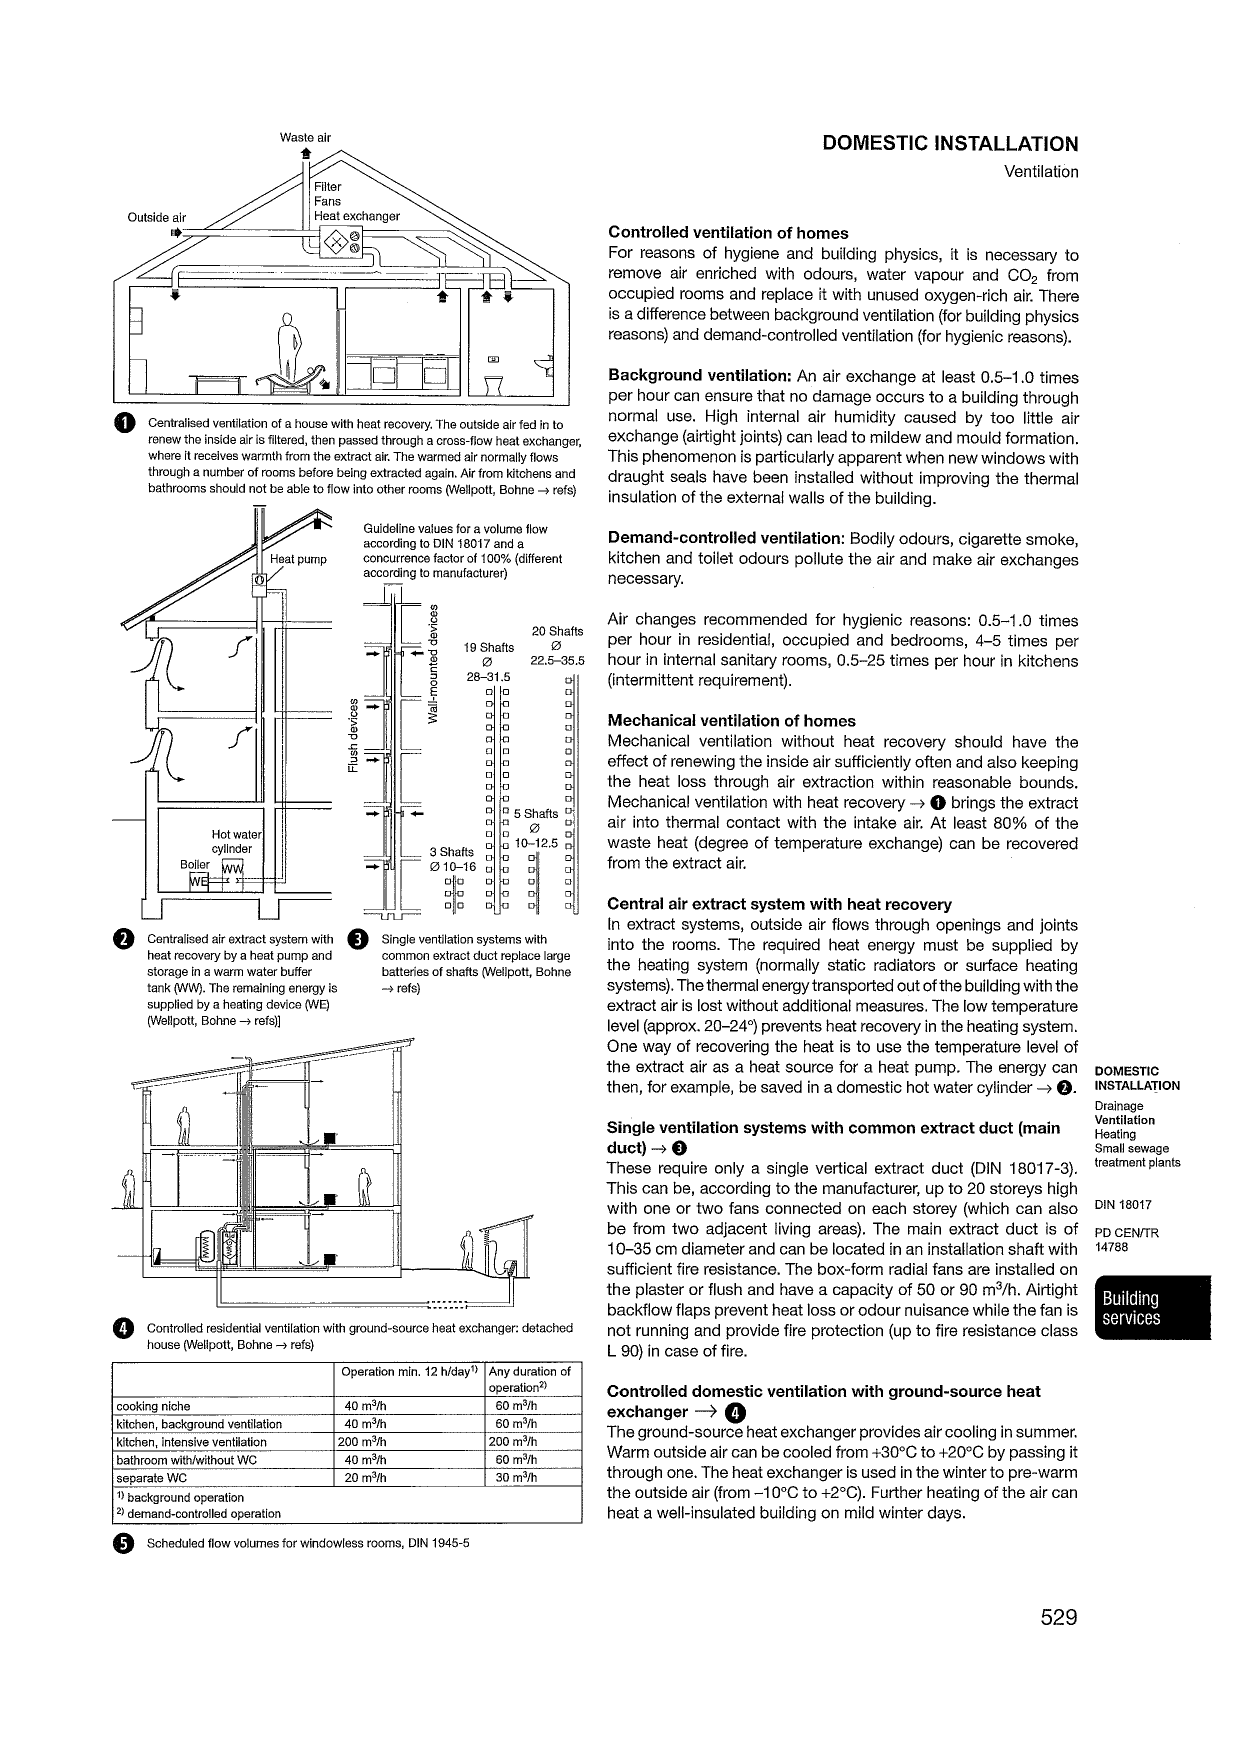 DOMESTIC INSTALLATION
Ventilation
Waste air
Filter
Fans
Heat exchanger
Outside air
1 Centralised ventilation of a house with heat recovery. The outside air fed in to
renew the inside air is filtered, then passed through a cross-flow heat exchanger,
where it receives warmth from the extract air. The warmed air normally flows
through a number of rooms before being extracted again. Air from kitchens and
bathrooms should not be able to flow into other rooms (Wellpott, Bohne → refs)
Heat pump
Hot water
cylinder
Boiler
WW
WE
2 Centralised air extract system with
heat recovery by a heat pump and
storage in a warm water buffer
tank (WW). The remaining energy is
supplied by a heating device (WE)
(Wellpott, Bohne → refs)]
Guideline values for a volume flow
according to DIN 18017 and a
concurrence factor of 100% (different
according to manufacturer)
Flush devices
Wall-mounted devices
19 Shafts
Ø
28–31.5
20 Shafts
Ø
22.5–35.5
5 Shafts
Ø
10–12.5
3 Shafts
Ø 10–16
3 Single ventilation systems with
common extract duct replace large
batteries of shafts (Wellpott, Bohne
→ refs)
4 Controlled residential ventilation with ground-source heat exchanger: detached
house (Wellpott, Bohne → refs)
Operation min. 12 h/day1) Any duration of
operation2)
cooking niche 40 m³/h 60 m³/h
kitchen, background ventilation 40 m³/h 60 m³/h
kitchen, intensive ventilation 200 m³/h 200 m³/h
bathroom with/without WC 40 m³/h 60 m³/h
separate WC 20 m³/h 30 m³/h
1) background operation
2) demand-controlled operation
5 Scheduled flow volumes for windowless rooms, DIN 1945-5
Controlled ventilation of homes
For reasons of hygiene and building physics, it is necessary to
remove air enriched with odours, water vapour and CO₂ from
occupied rooms and replace it with unused oxygen-rich air. There
is a difference between background ventilation (for building physics
reasons) and demand-controlled ventilation (for hygienic reasons).
Background ventilation: An air exchange at least 0.5–1.0 times
per hour can ensure that no damage occurs to a building through
normal use. High internal air humidity caused by too little air
exchange (airtight joints) can lead to mildew and mould formation.
This phenomenon is particularly apparent when new windows with
draught seals have been installed without improving the thermal
insulation of the external walls of the building.
Demand-controlled ventilation: Bodily odours, cigarette smoke,
kitchen and toilet odours pollute the air and make air exchanges
necessary.
Air changes recommended for hygienic reasons: 0.5–1.0 times
per hour in residential, occupied and bedrooms, 4–5 times per
hour in internal sanitary rooms, 0.5–25 times per hour in kitchens
(intermittent requirement).
Mechanical ventilation of homes
Mechanical ventilation without heat recovery should have the
effect of renewing the inside air sufficiently often and also keeping
the heat loss through air extraction within reasonable bounds.
Mechanical ventilation with heat recovery → 1 brings the extract
air into thermal contact with the intake air. At least 80% of the
waste heat (degree of temperature exchange) can be recovered
from the extract air.
Central air extract system with heat recovery
In extract systems, outside air flows through openings and joints
into the rooms. The required heat energy must be supplied by
the heating system (normally static radiators or surface heating
systems). The thermal energy transported out of the building with the
extract air is lost without additional measures. The low temperature
level (approx. 20–24°) prevents heat recovery in the heating system.
One way of recovering the heat is to use the temperature level of
the extract air as a heat source for a heat pump. The energy can
then, for example, be saved in a domestic hot water cylinder → 2.
Single ventilation systems with common extract duct (main
duct) → 3
These require only a single vertical extract duct (DIN 18017-3).
This can be, according to the manufacturer, up to 20 storeys high
with one or two fans connected on each storey (which can also
be from two adjacent living areas). The main extract duct is of
10–35 cm diameter and can be located in an installation shaft with
sufficient fire resistance. The box-form radial fans are installed on
the plaster or flush and have a capacity of 50 or 90 m³/h. Airtight
backflow flaps prevent heat loss or odour nuisance while the fan is
not running and provide fire protection (up to fire resistance class
L 90) in case of fire.
Controlled domestic ventilation with ground-source heat
exchanger → 4
The ground-source heat exchanger provides air cooling in summer.
Warm outside air can be cooled from +30°C to +20°C by passing it
through one. The heat exchanger is used in the winter to pre-warm
the outside air (from –10°C to +2°C). Further heating of the air can
heat a well-insulated building on mild winter days.
DOMESTIC
INSTALLATION
Drainage
Ventilation
Heating
Small sewage
treatment plants
DIN 18017
PD CEN/TR
14788
Building
services
529